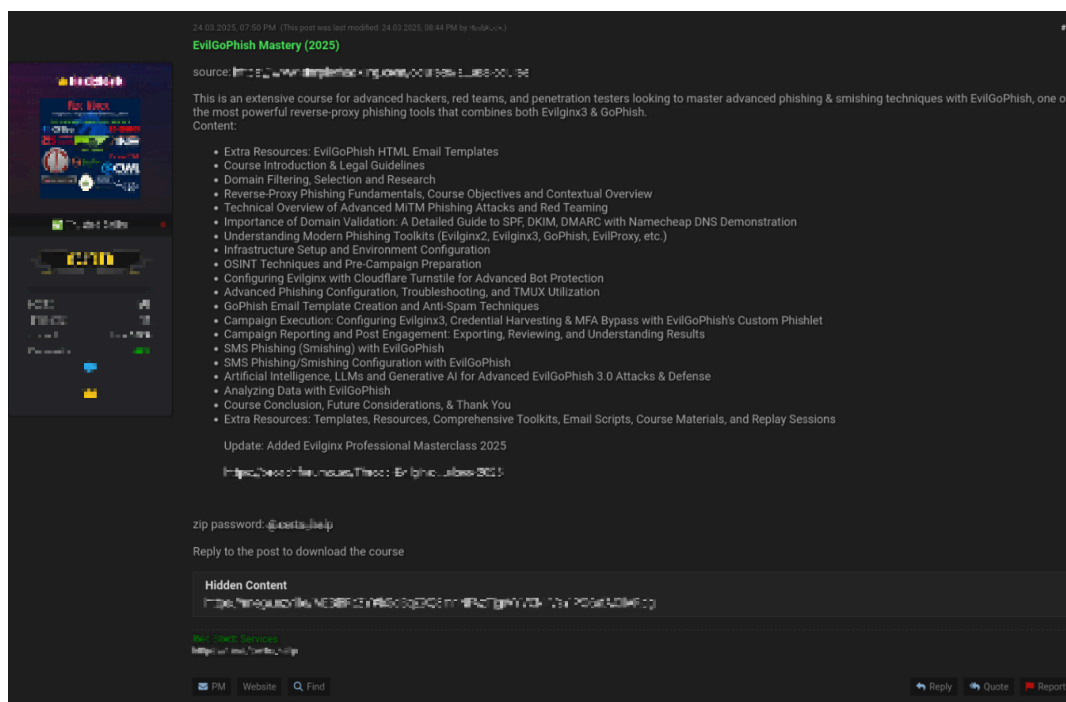 24.03.2025, 07:50 PM (This post was last modified: 24.03.2025, 08:44 PM by
EvilGoPhish Mastery (2025)
source:
This is an extensive course for advanced hackers, red teams, and penetration testers looking to master advanced phishing & smishing techniques with EvilGoPhish, one of
the most powerful reverse-proxy phishing tools that combines both Evilginx3 & GoPhish.
Content:
• Extra Resources: EvilGoPhish HTML Email Templates
• Course Introduction & Legal Guidelines
• Domain Filtering, Selection and Research
• Reverse-Proxy Phishing Fundamentals, Course Objectives and Contextual Overview
• Technical Overview of Advanced MiTM Phishing Attacks and Red Teaming
• Importance of Domain Validation: A Detailed Guide to SPF, DKIM, DMARC with Namecheap DNS Demonstration
• Understanding Modern Phishing Toolkits (Evilginx2, Evilginx3, GoPhish, EvilProxy, etc.)
• Infrastructure Setup and Environment Configuration
• OSINT Techniques and Pre-Campaign Preparation
• Configuring Evilginx with Cloudflare Turnstile for Advanced Bot Protection
• Advanced Phishing Configuration, Troubleshooting, and TMUX Utilization
• GoPhish Email Template Creation and Anti-Spam Techniques
• Campaign Execution: Configuring Evilginx3, Credential Harvesting & MFA Bypass with EvilGoPhish's Custom Phishlet
• Campaign Reporting and Post Engagement: Exporting, Reviewing, and Understanding Results
• SMS Phishing (Smishing) with EvilGoPhish
• SMS Phishing/Smishing Configuration with EvilGoPhish
• Artificial Intelligence, LLMs and Generative AI for Advanced EvilGoPhish 3.0 Attacks & Defense
• Analyzing Data with EvilGoPhish
• Course Conclusion, Future Considerations, & Thank You
• Extra Resources: Templates, Resources, Comprehensive Toolkits, Email Scripts, Course Materials, and Replay Sessions
Update: Added Evilginx Professional Masterclass 2025
zip password:
Reply to the post to download the course
Hidden Content
PM Website Find Reply Quote Report